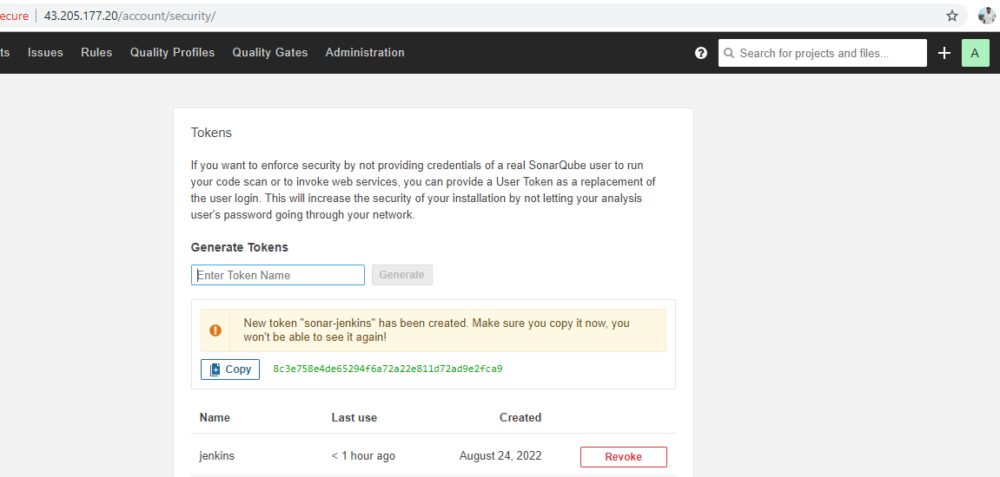 ecure 43.205.177.20/account/security/
ts Issues Rules Quality Profiles Quality Gates Administration ? Search for projects and files... + A
Tokens
If you want to enforce security by not providing credentials of a real SonarQube user to run
your code scan or to invoke web services, you can provide a User Token as a replacement of
the user login. This will increase the security of your installation by not letting your analysis
user's password going through your network.
Generate Tokens
Enter Token Name Generate
New token "sonar-jenkins" has been created. Make sure you copy it now, you
won't be able to see it again!
Copy 8c3e758e4de65294f6a72a22e811d72ad9e2fca9
Name Last use Created
jenkins < 1 hour ago August 24, 2022 Revoke